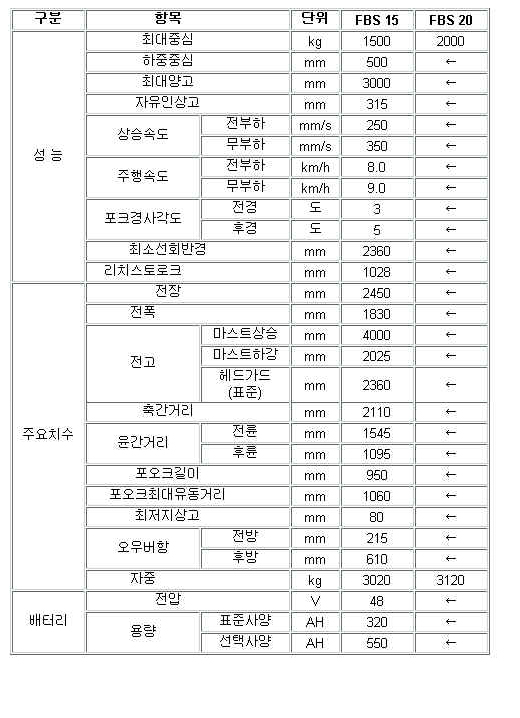 구분 항목 단위 FBS 15 FBS 20
성 능 최대중심 kg 1500 2000
하중중심 mm 500 ←
최대양고 mm 3000 ←
자유인상고 mm 315 ←
상승속도 전부하 mm/s 250 ←
무부하 mm/s 350 ←
주행속도 전부하 km/h 8.0 ←
무부하 km/h 9.0 ←
포크경사각도 전경 도 3 ←
후경 도 5 ←
최소선회반경 mm 2360 ←
리치스토로크 mm 1028 ←
주요치수 전장 mm 2450 ←
전폭 mm 1830 ←
전고 마스트상승 mm 4000 ←
마스트하강 mm 2025 ←
헤드가드
(표준) mm 2360 ←
축간거리 mm 2110 ←
윤간거리 전륜 mm 1545 ←
후륜 mm 1095 ←
포오크길이 mm 950 ←
포오크최대유동거리 mm 1060 ←
최저지상고 mm 80 ←
오우버항 전방 mm 215 ←
후방 mm 610 ←
자중 kg 3020 3120
배터리 전압 V 48 ←
용량 표준사양 AH 320 ←
선택사양 AH 550 ←